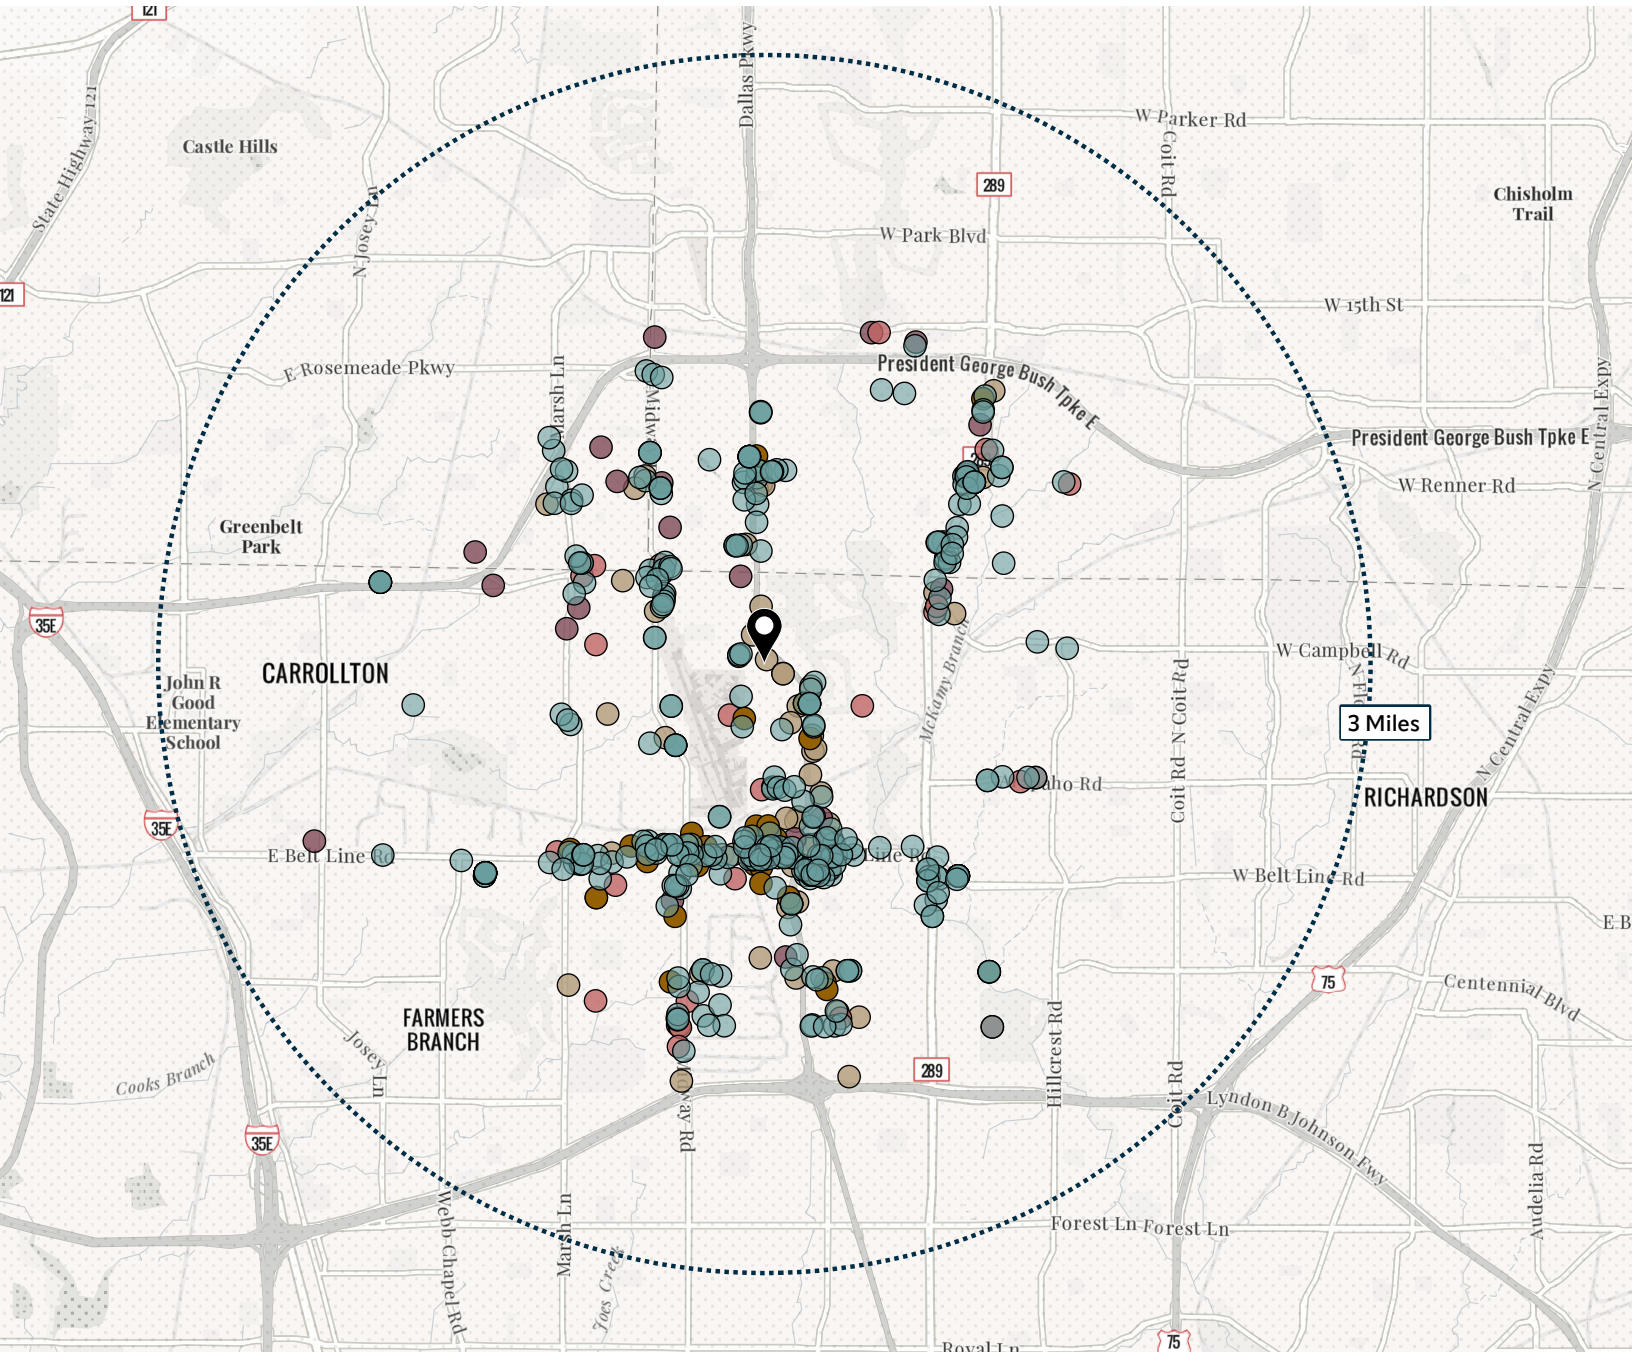 121
Dallas Pkwy
W Parker Rd
Castle Hills
State Highway 121
Coit Rd
289
Chisholm
Trail
N Josey Ln
W Park Blvd
121
W 15th St
E Rosemeade Pkwy
President George Bush Tpke E
Marsh Ln
N Central Expy
President George Bush Tpke E
W Renner Rd
Greenbelt
Park
35E
W Campbell Rd
CARROLLTON
John R
Good
Elementary
School
McKamy Branch
Coit Rd N Coit Rd
3 Miles
N Central Expy
RICHARDSON
35E
E Belt Line Rd
W Belt Line Rd
E B
75
Centennial Blvd
FARMERS
BRANCH
Josey Ln
Hillcrest Rd
Cooks Branch
289
Coit Rd
Lyndon B Johnson Fwy
35E
Webb Chapel Rd
Marsh Ln
Joes Creek
Forest Ln Forest Ln
Audelia Rd
75
Royal Ln